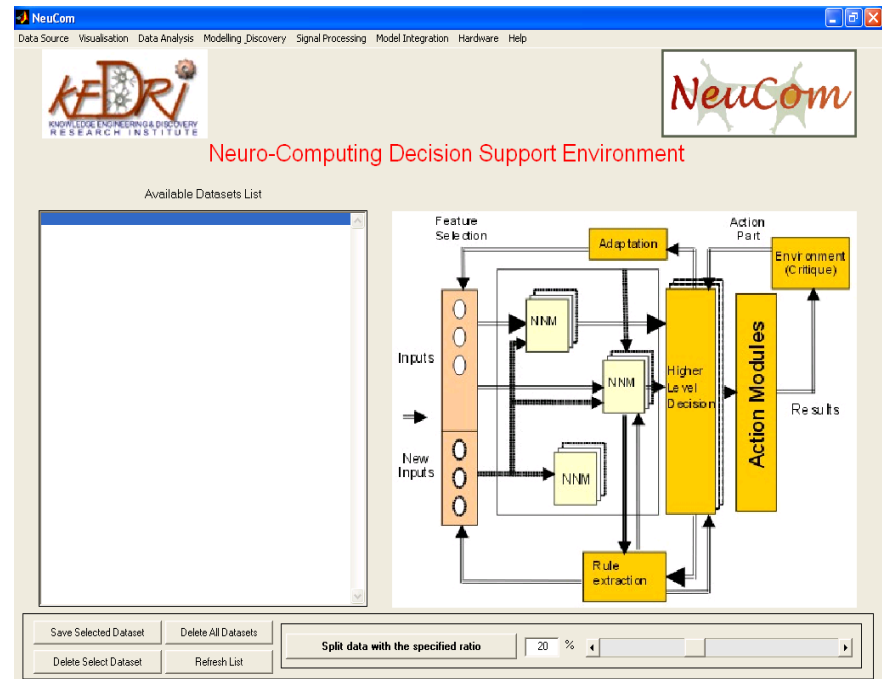 NeuCom
Data Source Visualisation Data Analysis Modelling_Discovery Signal Processing Model Integration Hardware Help
KEDRI
KNOWLEDGE ENGINEERING & DISCOVERY
RESEARCH INSTITUTE
NeuCom
Neuro-Computing Decision Support Environment
Available Datasets List
Feature
Selection
Adaptation
Action
Part
Environment
(Critique)
Inputs
NNM
NNM
Higher
Level
Decision
Action Modules
Results
New
Inputs
NNM
Rule
extraction
Save Selected Dataset
Delete All Datasets
Delete Select Dataset
Refresh List
Split data with the specified ratio
20 %